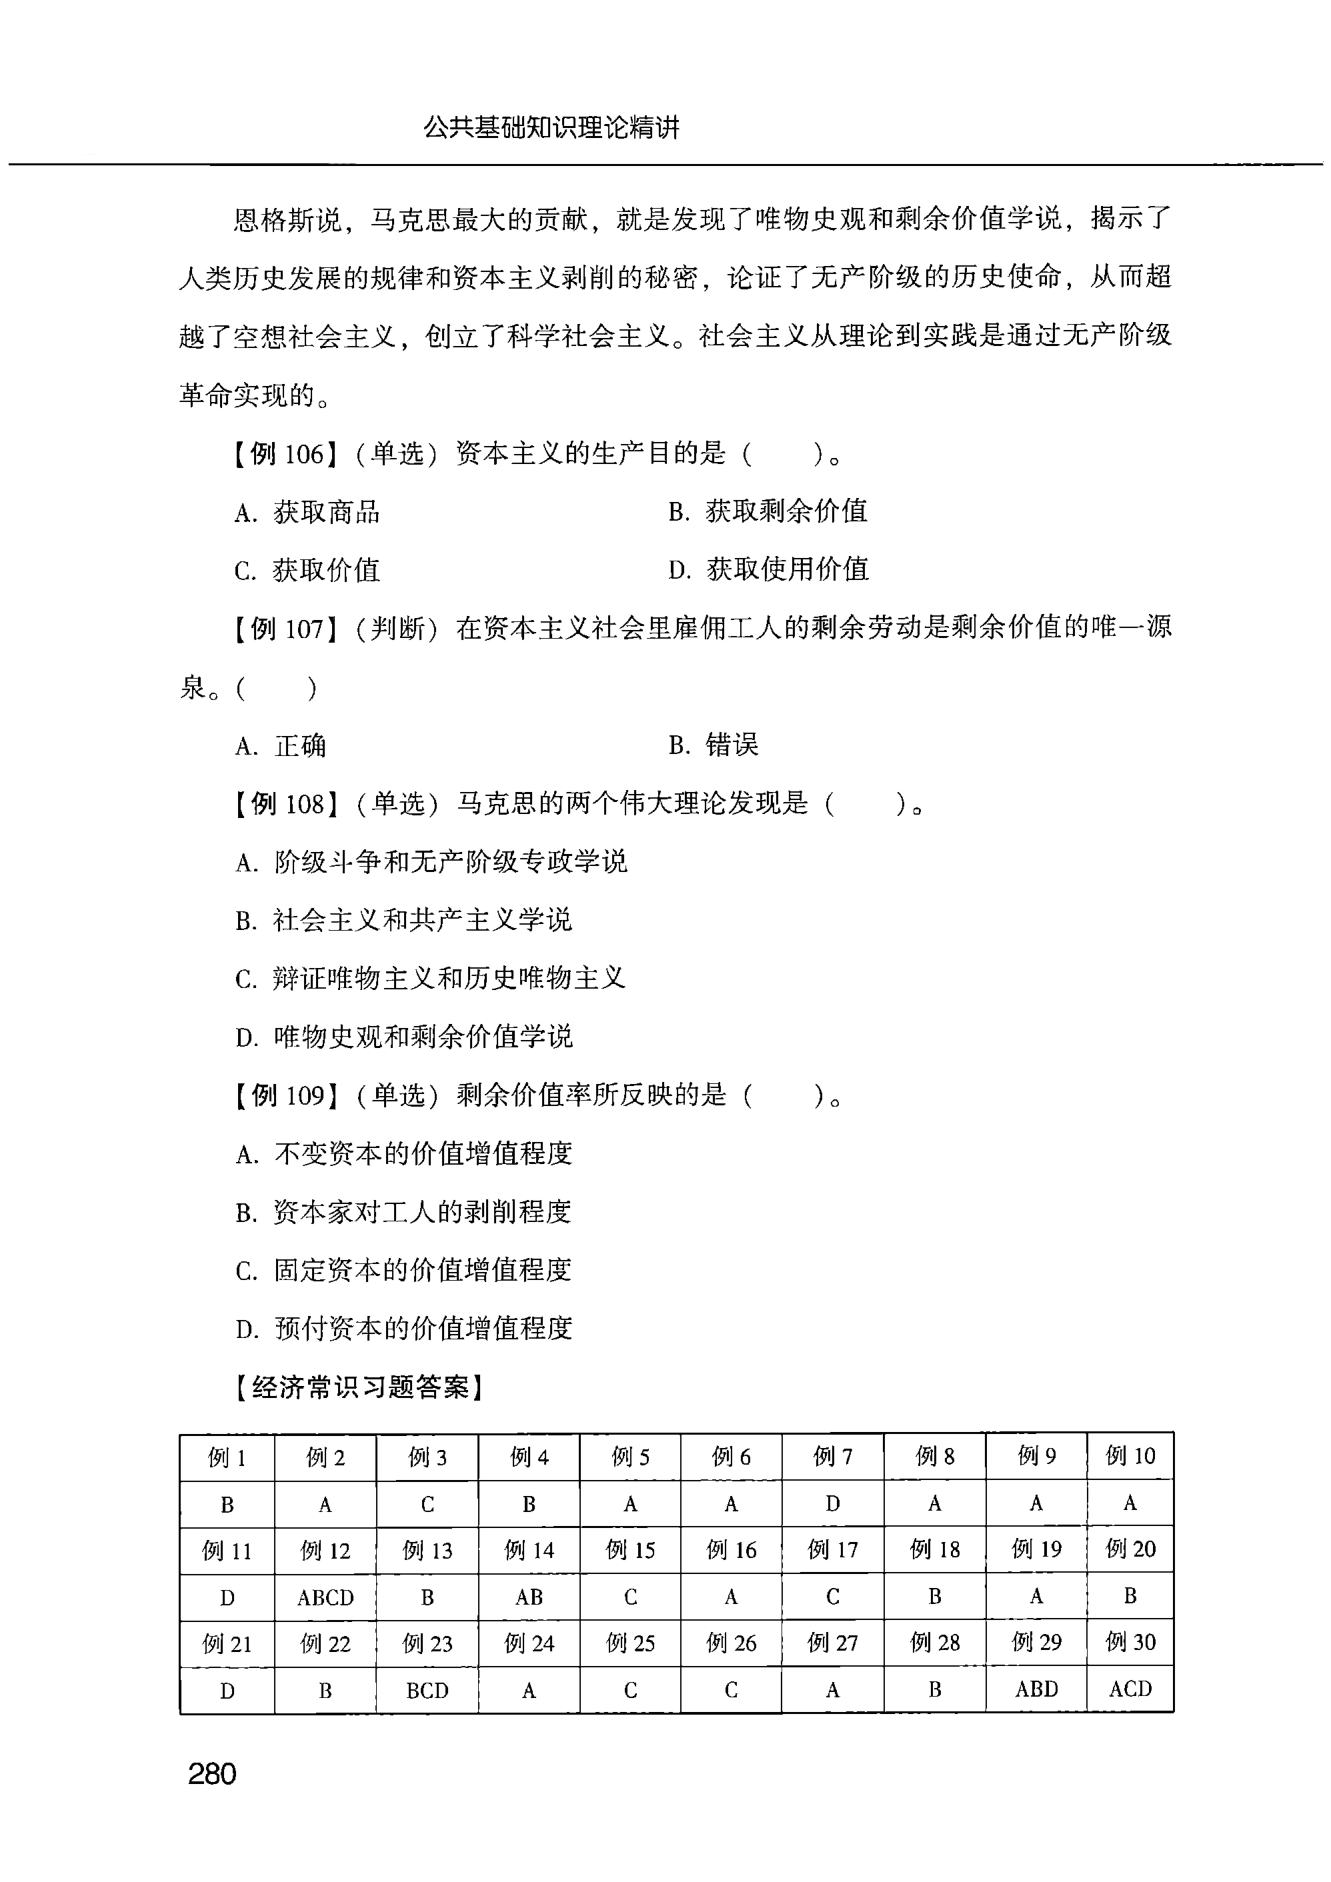 公共基础知识理论精讲
恩格斯说，马克思最大的贡献，就是发现了唯物史观和剩余价值学说，揭示了
人类历史发展的规律和资本主义剥削的秘密，论证了无产阶级的历史使命，从而超
越了空想社会主义，创立了科学社会主义。社会主义从理论到实践是通过无产阶级
革命实现的。
【例 106】（单选）资本主义的生产目的是（　　）。
A. 获取商品　　B. 获取剩余价值
C. 获取价值　　D. 获取使用价值
【例 107】（判断）在资本主义社会里雇佣工人的剩余劳动是剩余价值的唯一源
泉。（　　）
A. 正确　　B. 错误
【例 108】（单选）马克思的两个伟大理论发现是（　　）。
A. 阶级斗争和无产阶级专政学说
B. 社会主义和共产主义学说
C. 辩证唯物主义和历史唯物主义
D. 唯物史观和剩余价值学说
【例 109】（单选）剩余价值率所反映的是（　　）。
A. 不变资本的价值增值程度
B. 资本家对工人的剥削程度
C. 固定资本的价值增值程度
D. 预付资本的价值增值程度
【经济常识习题答案】
例 1 例 2 例 3 例 4 例 5 例 6 例 7 例 8 例 9 例 10
B A C B A A D A A A
例 11 例 12 例 13 例 14 例 15 例 16 例 17 例 18 例 19 例 20
D ABCD B AB C A C B A B
例 21 例 22 例 23 例 24 例 25 例 26 例 27 例 28 例 29 例 30
D B BCD A C C A B ABD ACD
280